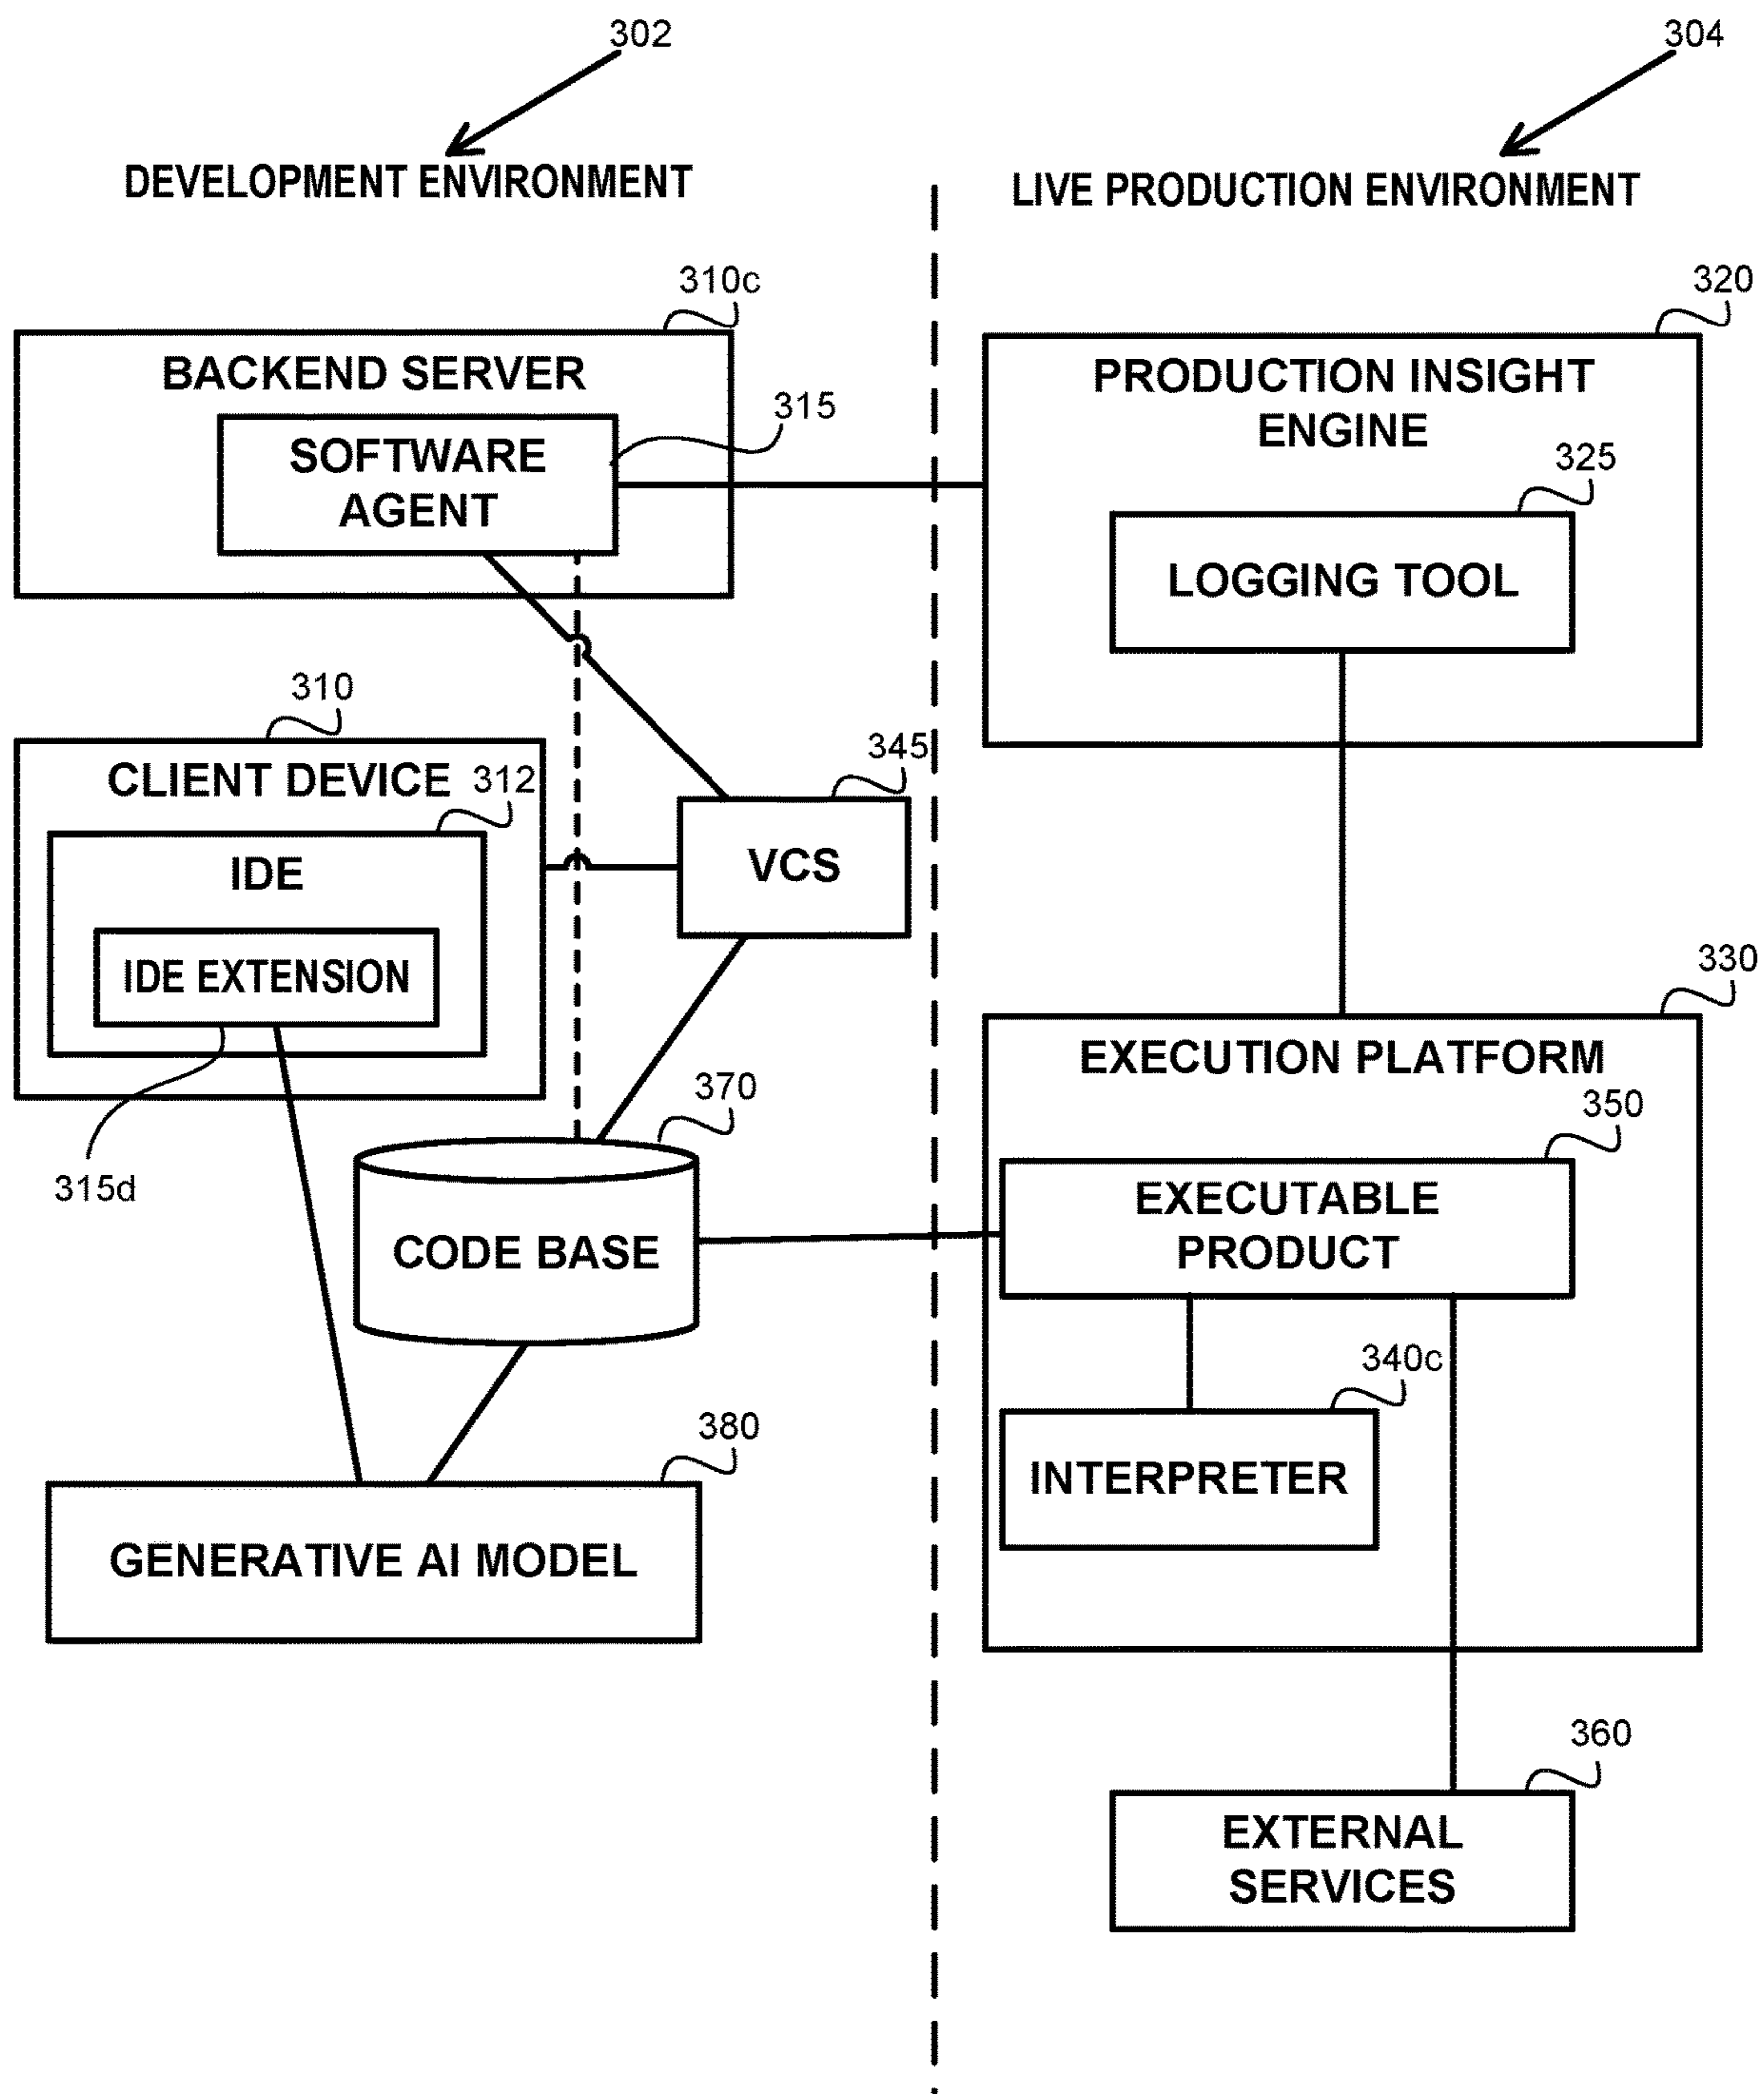 302
304
DEVELOPMENT ENVIRONMENT
LIVE PRODUCTION ENVIRONMENT
310c
BACKEND SERVER
315
SOFTWARE
AGENT
320
PRODUCTION INSIGHT
ENGINE
325
LOGGING TOOL
310
CLIENT DEVICE
312
IDE
IDE EXTENSION
315d
345
VCS
370
CODE BASE
380
GENERATIVE AI MODEL
330
EXECUTION PLATFORM
350
EXECUTABLE
PRODUCT
340c
INTERPRETER
360
EXTERNAL
SERVICES